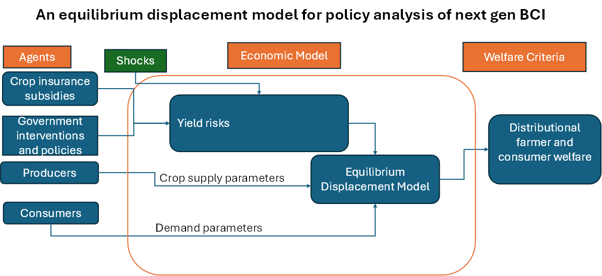 An equilibrium displacement model for policy analysis of next gen BCI
Agents
Shocks
Economic Model
Welfare Criteria
Crop insurance
subsidies
Government
interventions
and policies
Yield risks
Distributional
farmer and
consumer welfare
Producers
Crop supply parameters
Equilibrium
Displacement Model
Consumers
Demand parameters